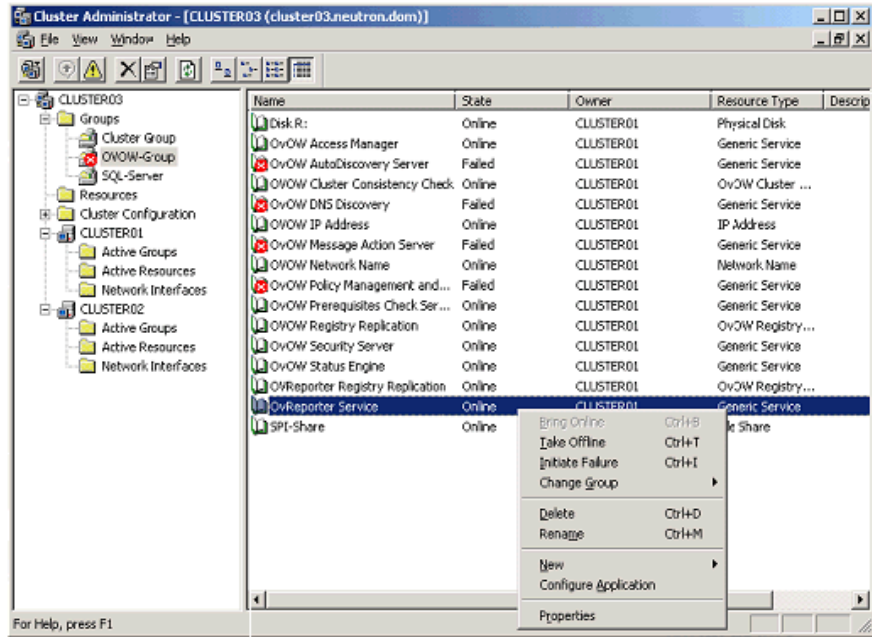 Cluster Administrator - [CLUSTER03 (cluster03.neutron.dom)]
File View Window Help
CLUSTER03
Groups
Cluster Group
OVOW-Group
SQL-Server
Resources
Cluster Configuration
CLUSTER01
Active Groups
Active Resources
Network Interfaces
CLUSTER02
Active Groups
Active Resources
Network Interfaces
Name State Owner Resource Type Descrip
Disk R: Online CLUSTER01 Physical Disk
OvOW Access Manager Online CLUSTER01 Generic Service
OvOW AutoDiscovery Server Failed CLUSTER01 Generic Service
OVOW Cluster Consistency Check Online CLUSTER01 OvOW Cluster ...
OvOW DNS Discovery Failed CLUSTER01 Generic Service
OVOW IP Address Online CLUSTER01 IP Address
OvOW Message Action Server Failed CLUSTER01 Generic Service
OVOW Network Name Online CLUSTER01 Network Name
OvOW Policy Management and... Failed CLUSTER01 Generic Service
OvOW Prerequisites Check Ser... Online CLUSTER01 Generic Service
OVOW Registry Replication Online CLUSTER01 OvOW Registry...
OvOW Security Server Online CLUSTER01 Generic Service
OvOW Status Engine Online CLUSTER01 Generic Service
OVReporter Registry Replication Online CLUSTER01 OvOW Registry...
OvReporter Service Online CLUSTER01 Generic Service
SPI-Share Online Share
Bring Online Ctrl+B
Take Offline Ctrl+T
Initiate Failure Ctrl+I
Change Group
Delete Ctrl+D
Rename Ctrl+M
New
Configure Application
Properties
For Help, press F1